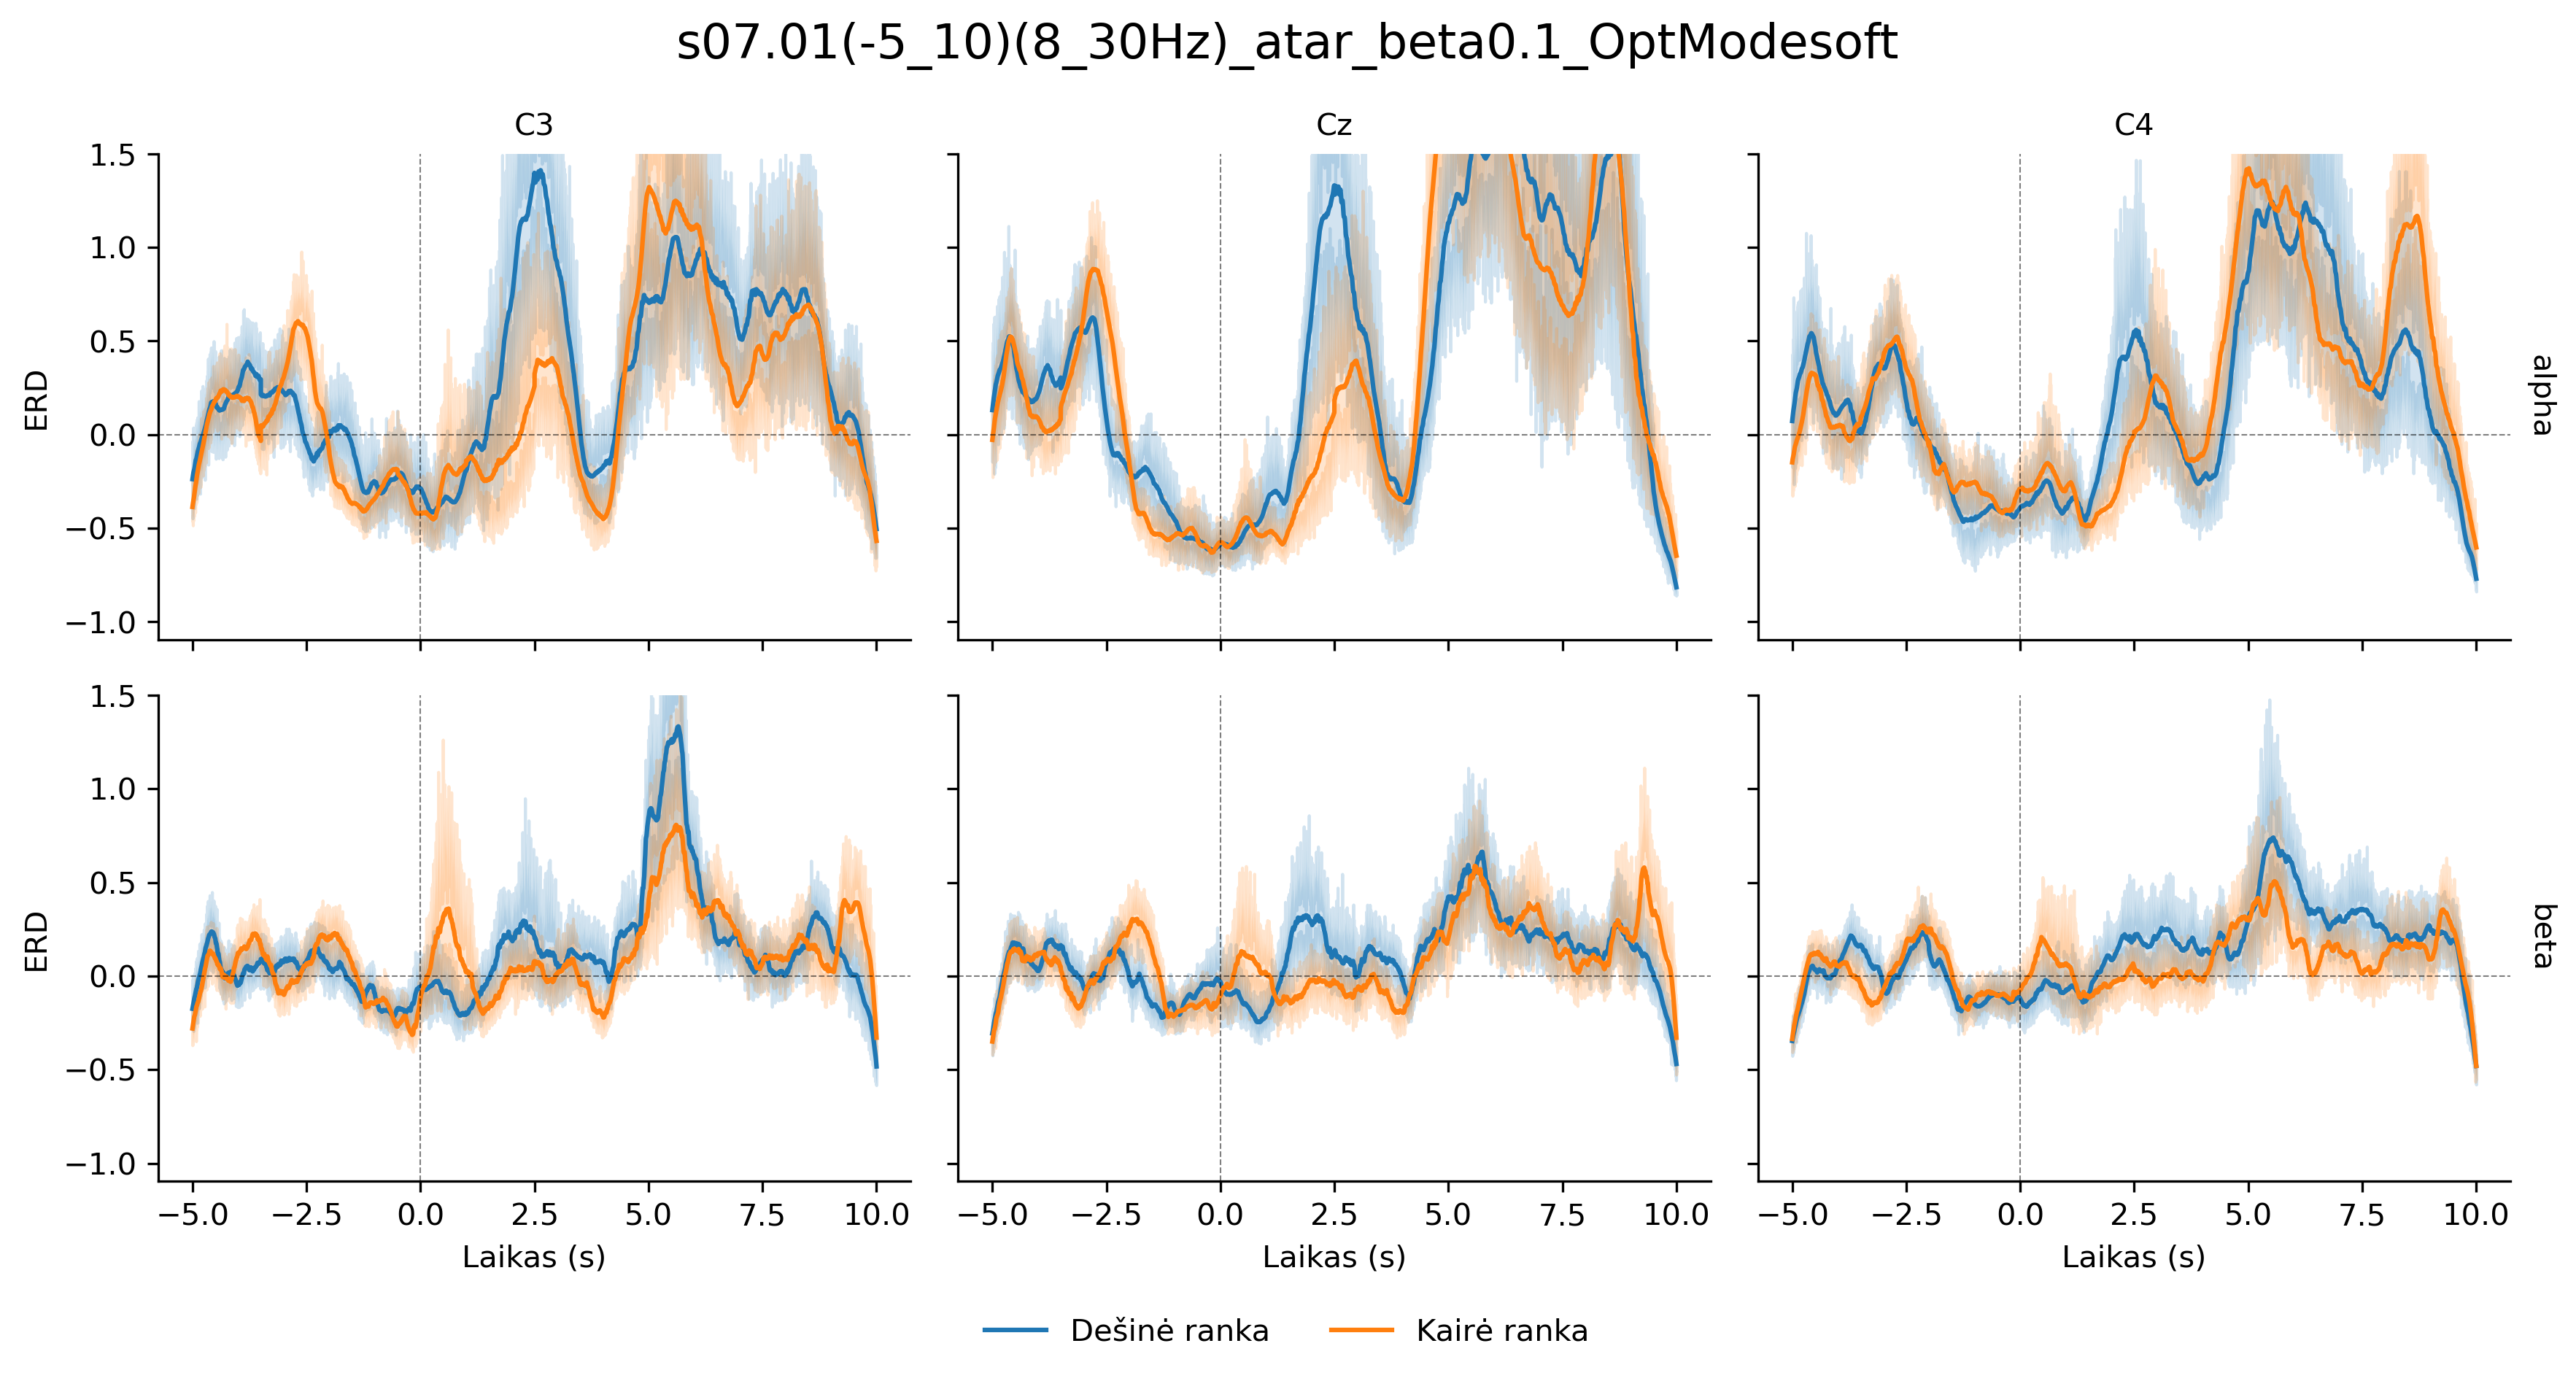 s07.01(-5_10)(8_30Hz)_atar_beta0.1_OptModesoft
C3 Cz C4
1.5
1.0
0.5
0.0
−0.5
−1.0
ERD
alpha
1.5
1.0
0.5
0.0
−0.5
−1.0
ERD
beta
−5.0 −2.5 0.0 2.5 5.0 7.5 10.0 −5.0 −2.5 0.0 2.5 5.0 7.5 10.0 −5.0 −2.5 0.0 2.5 5.0 7.5 10.0
Laikas (s) Laikas (s) Laikas (s)
Dešinė ranka Kairė ranka